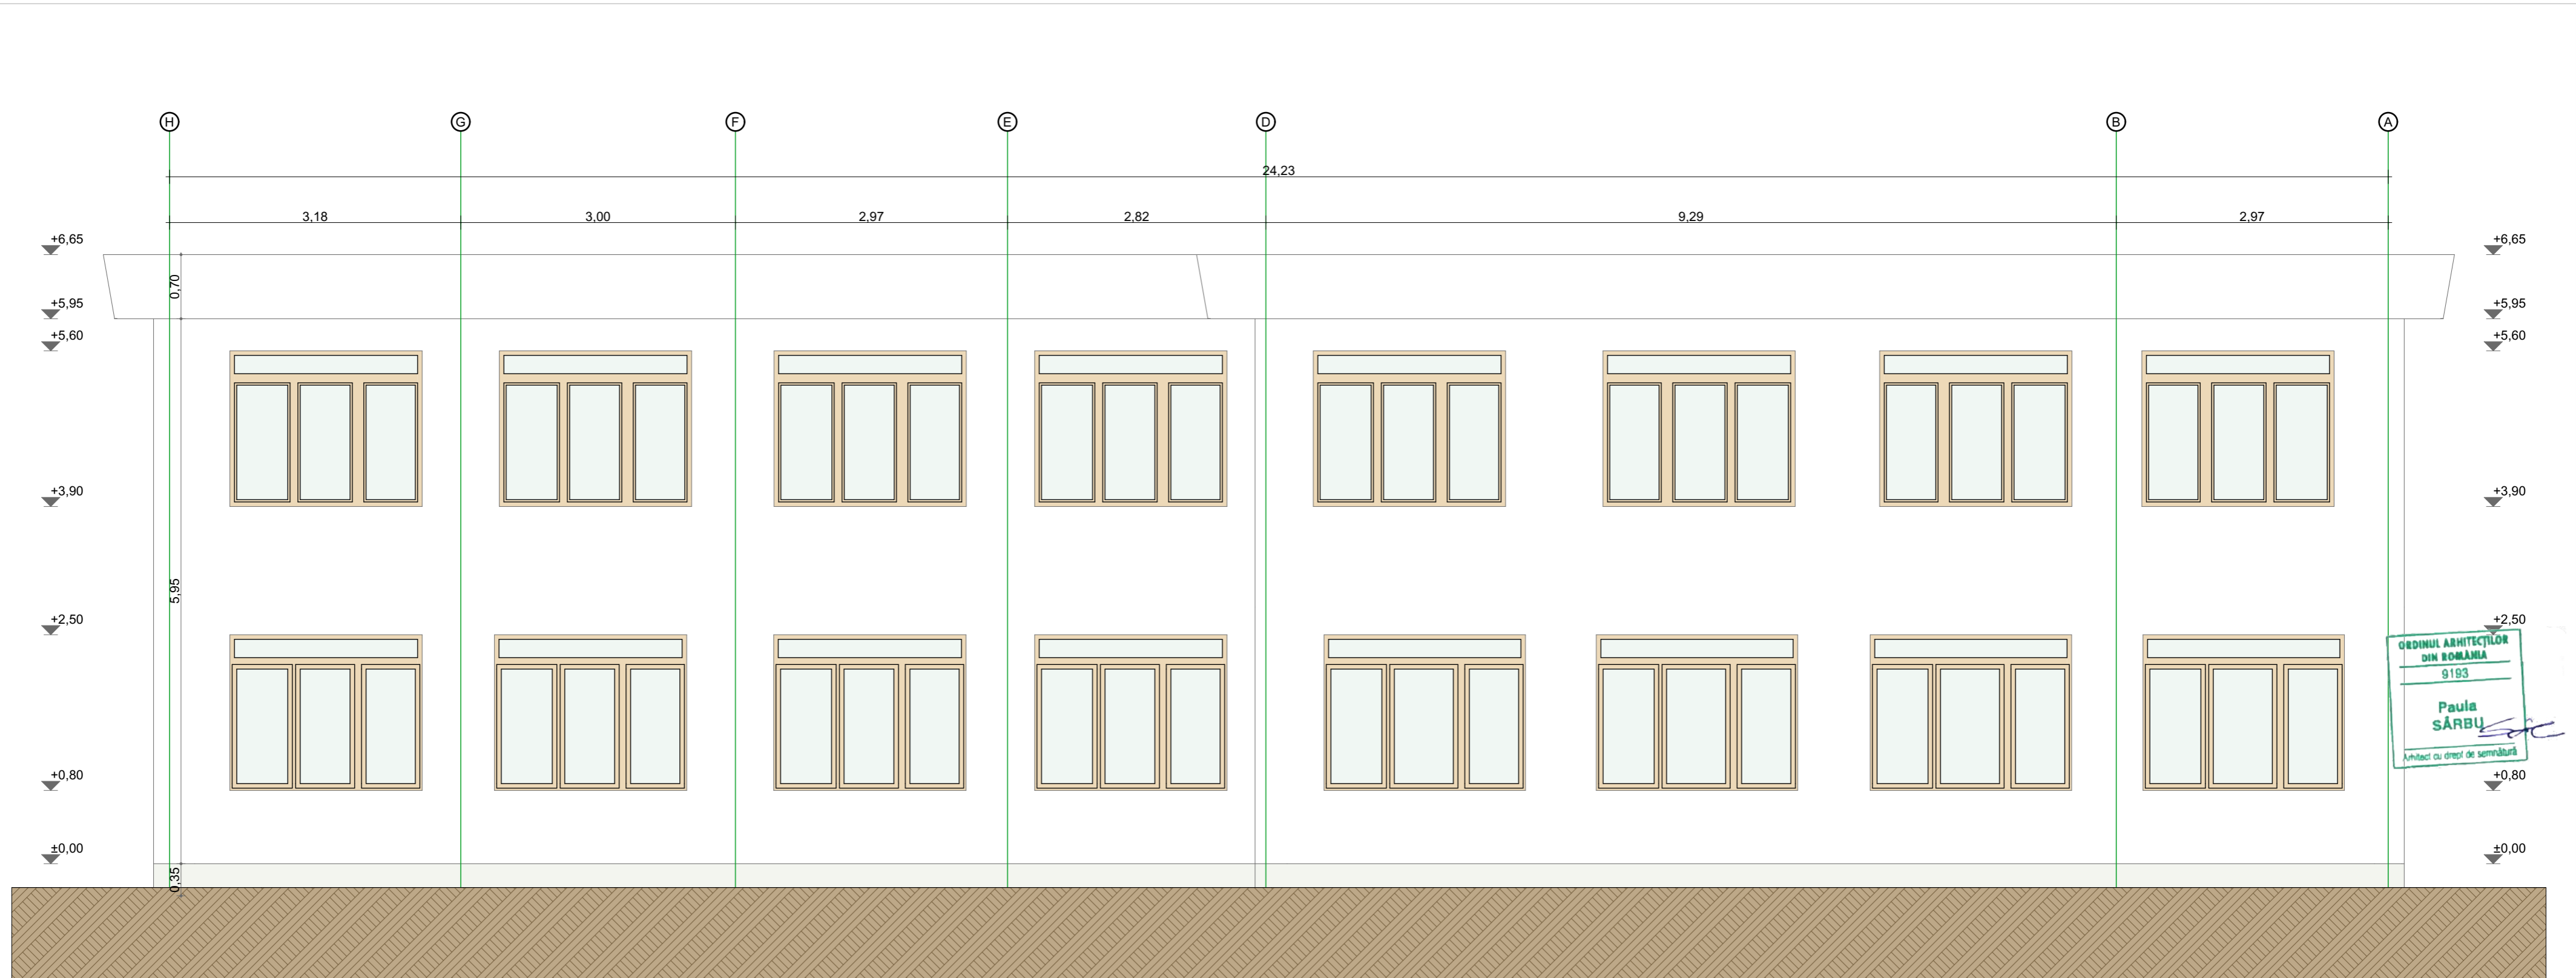 H G F E D B A
24,23
3,18 3,00 2,97 2,82 9,29 2,97
+6,65 +6,65
0,70
+5,95 +5,95
+5,60 +5,60
+3,90 +3,90
5,95
+2,50 +2,50
ORDINUL ARHITECȚILOR
DIN ROMÂNIA
9193
Paula
SÂRBU
Arhitect cu drept de semnătură
+0,80 +0,80
±0,00 ±0,00
0,35